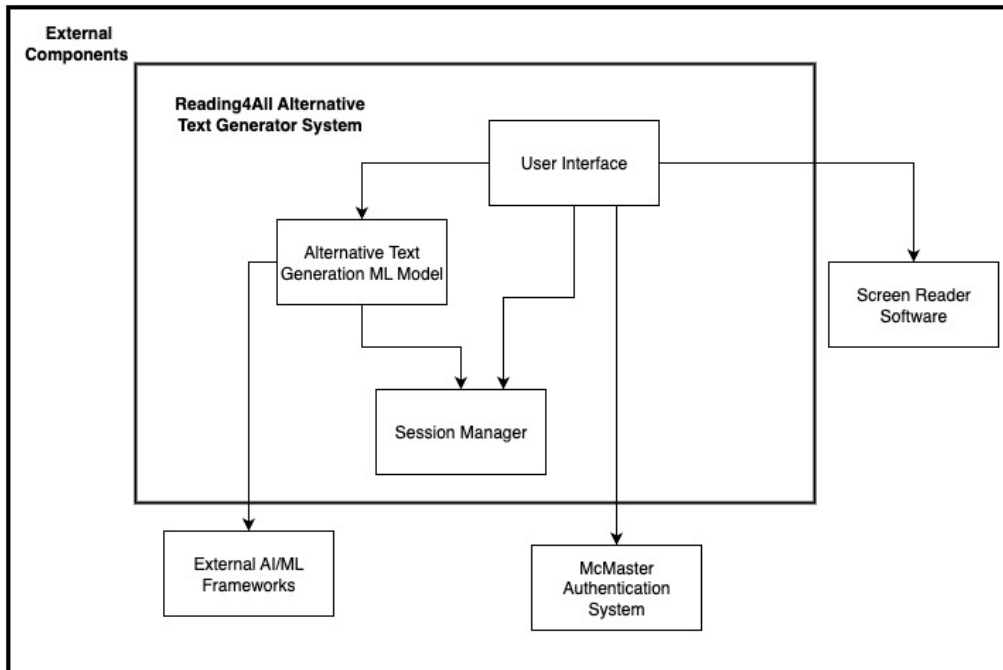 External
Components
Reading4All Alternative
Text Generator System
User Interface
Alternative Text
Generation ML Model
Screen Reader
Software
Session Manager
External AI/ML
Frameworks
McMaster
Authentication
System